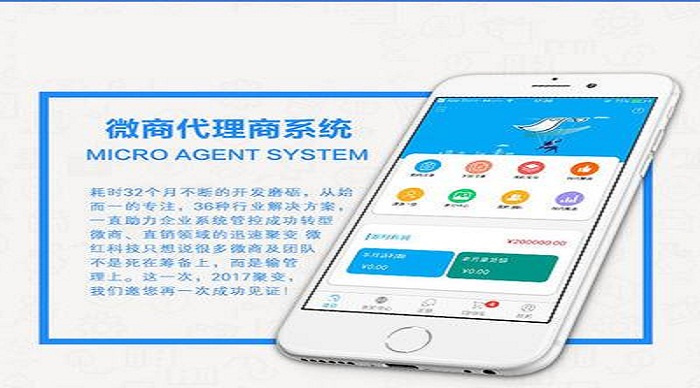 微商代理商系统
MICRO AGENT SYSTEM
耗时32个月不断的开发磨砺，从始
而一的专注，36种行业解决方案，
一直助力企业系统管控成功转型
微商、直销领域的迅速聚变 微
红科技只想说很多微商及团队
不是死在筹备上，而是输管
理上。这一次，2017聚变，
我们邀您再一次成功见证！
¥200000.00
¥0.00
¥0.00